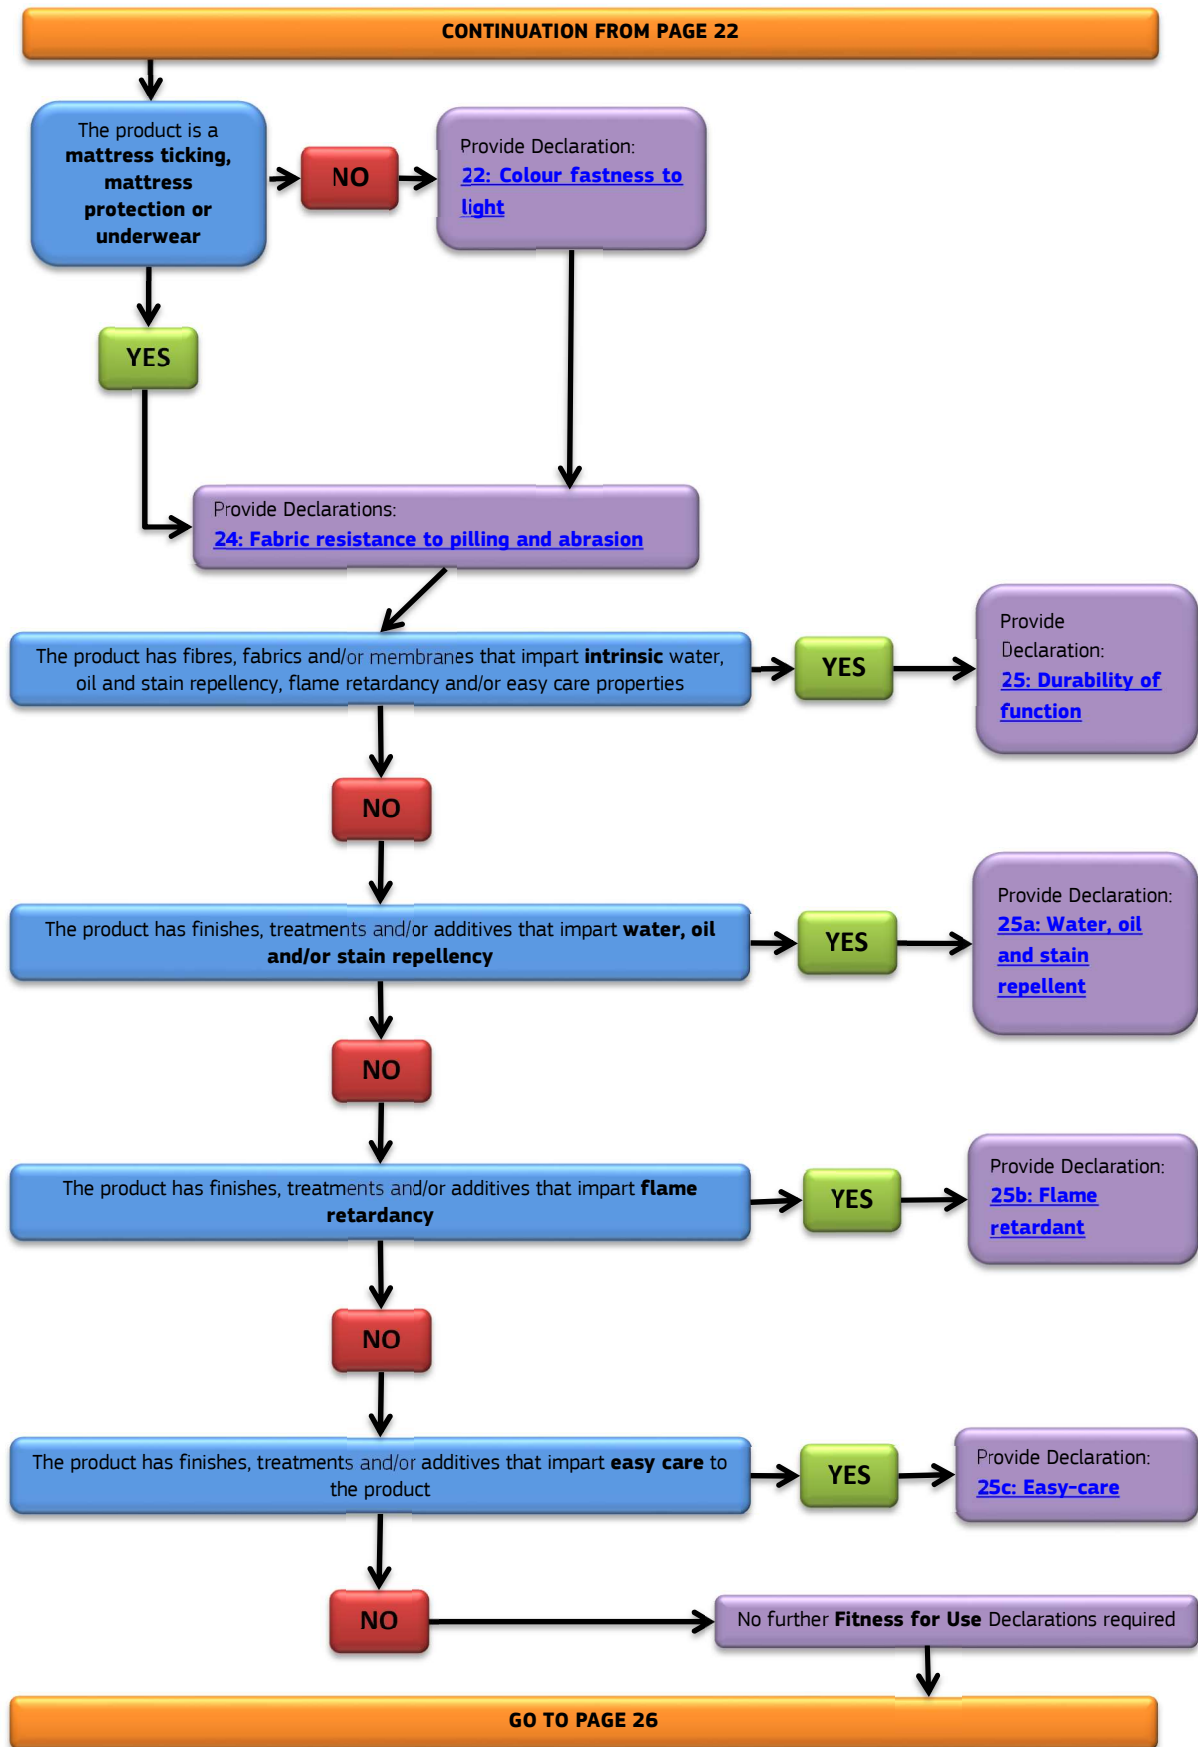 CONTINUATION FROM PAGE 22
The product is a
mattress ticking,
mattress
protection or
underwear
NO
Provide Declaration:
22: Colour fastness to
light
YES
Provide Declarations:
24: Fabric resistance to pilling and abrasion
The product has fibres, fabrics and/or membranes that impart intrinsic water,
oil and stain repellency, flame retardancy and/or easy care properties
YES
Provide
Declaration:
25: Durability of
function
NO
The product has finishes, treatments and/or additives that impart water, oil
and/or stain repellency
YES
Provide Declaration:
25a: Water, oil
and stain
repellent
NO
The product has finishes, treatments and/or additives that impart flame
retardancy
YES
Provide Declaration:
25b: Flame
retardant
NO
The product has finishes, treatments and/or additives that impart easy care to
the product
YES
Provide Declaration:
25c: Easy-care
NO
No further Fitness for Use Declarations required
GO TO PAGE 26